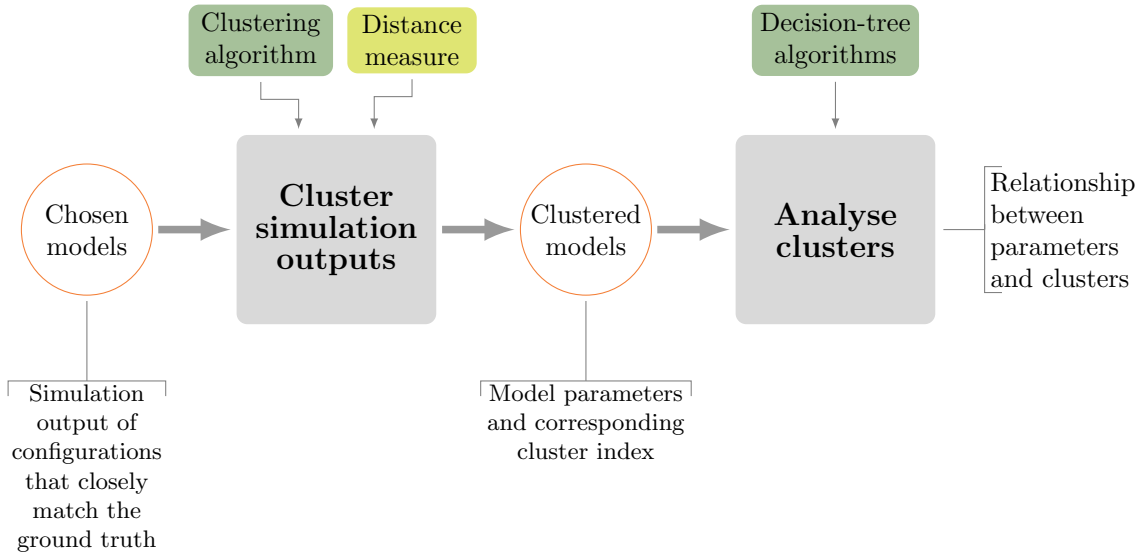 Clustering
algorithm
Distance
measure
Decision-tree
algorithms
Chosen
models
Cluster
simulation
outputs
Clustered
models
Analyse
clusters
Relationship
between
parameters
and clusters
Simulation
output of
configurations
that closely
match the
ground truth
Model parameters
and corresponding
cluster index